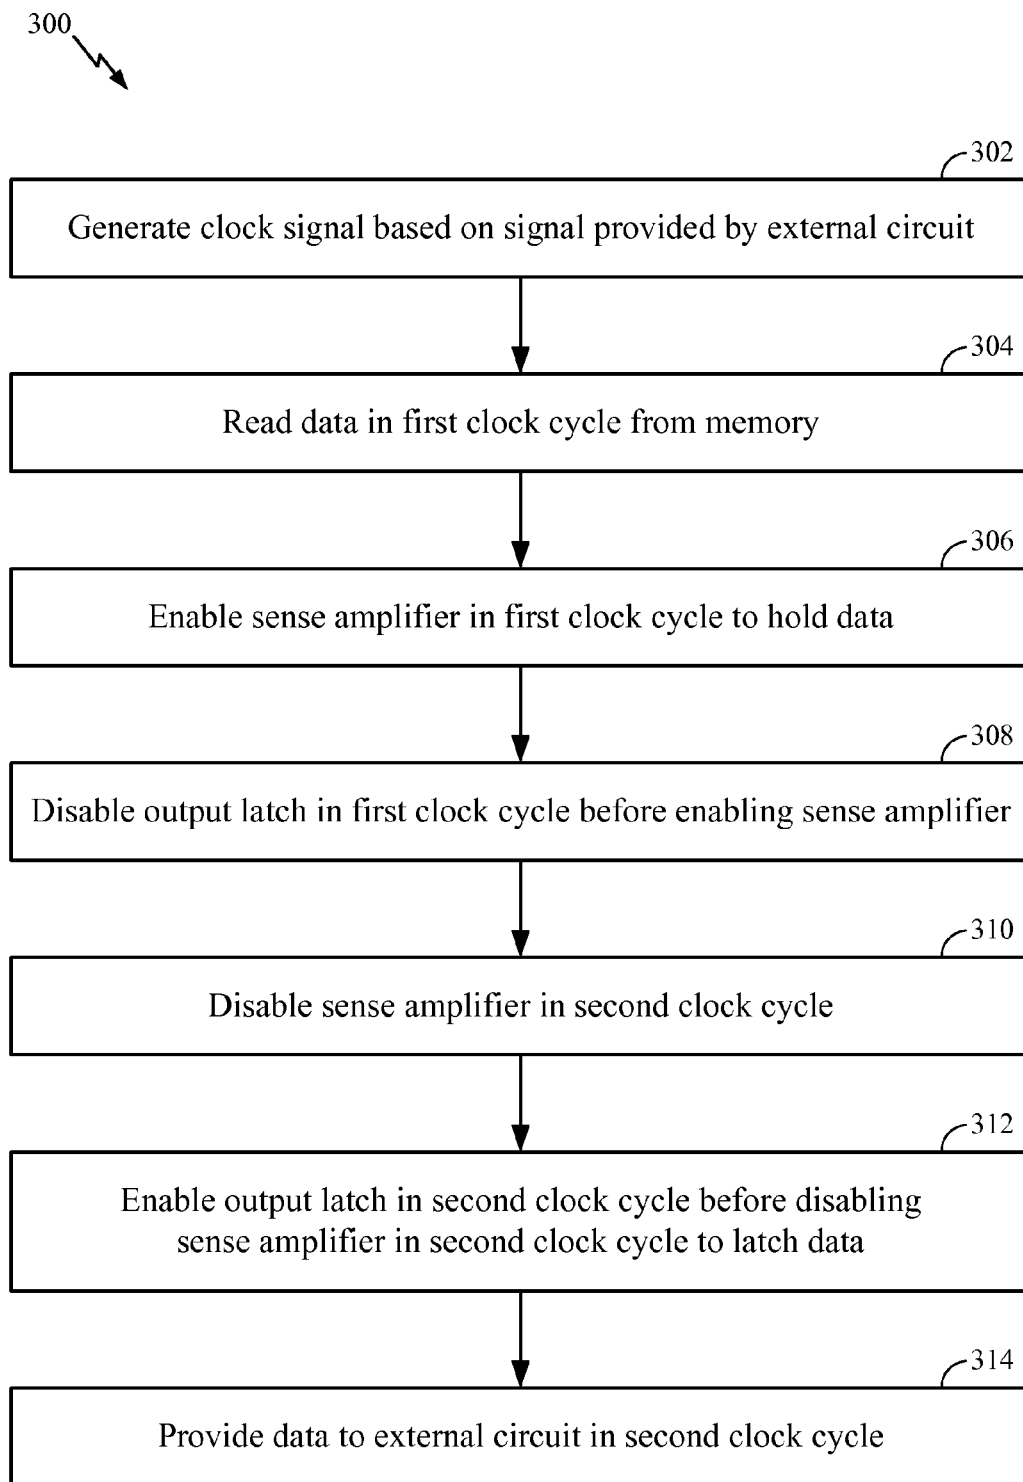 300
302
Generate clock signal based on signal provided by external circuit
304
Read data in first clock cycle from memory
306
Enable sense amplifier in first clock cycle to hold data
308
Disable output latch in first clock cycle before enabling sense amplifier
310
Disable sense amplifier in second clock cycle
312
Enable output latch in second clock cycle before disabling
sense amplifier in second clock cycle to latch data
314
Provide data to external circuit in second clock cycle